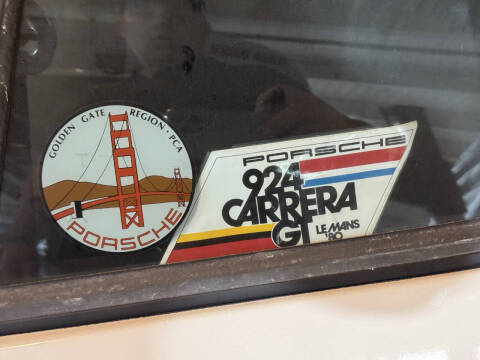 GOLDEN GATE REGION • PCA
PORSCHE
PORSCHE
924
CARRERA
GT
LE MANS
'80